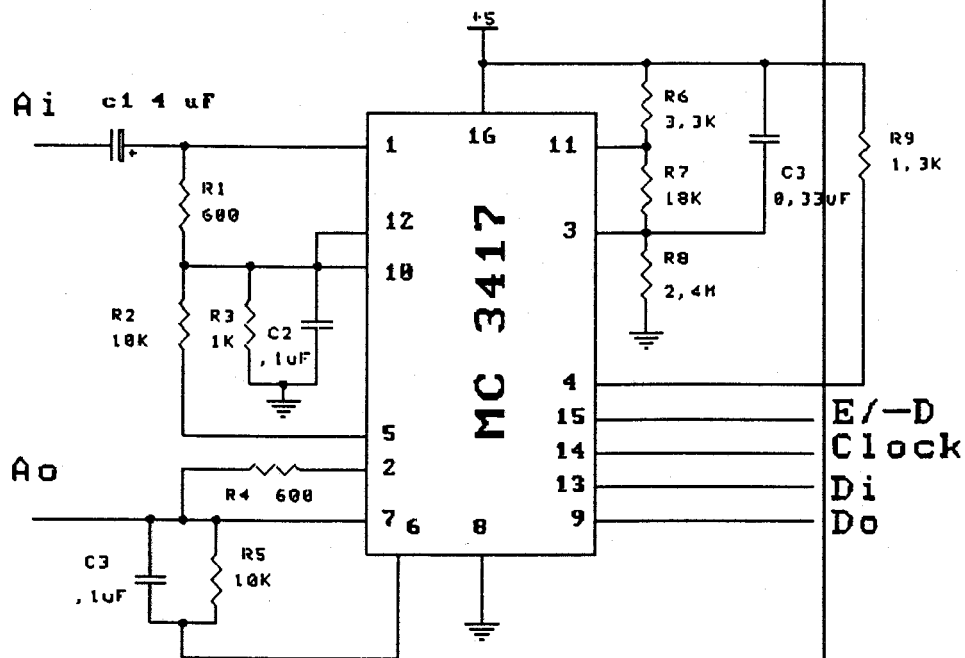 +5
Ai
c1 4 uF
R6
3,3K
R9
1,3K
1
16
11
R1
600
R7
18K
C3
0,33uF
12
3
10
MC 3417
R8
2,4M
R2
10K
R3
1K
C2
,1uF
4
15
E/-D
5
14
Clock
Ao
2
13
Di
R4 600
7
6
8
9
Do
C3
,1uF
R5
10K